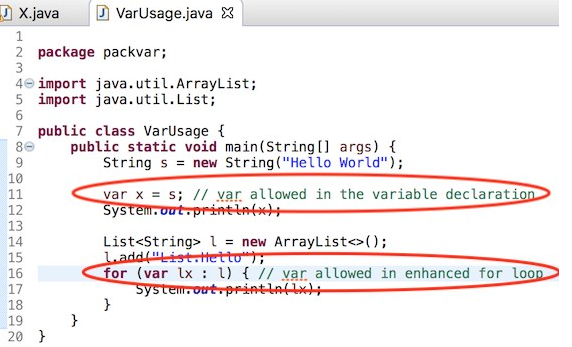 X.java VarUsage.java
1
2 package packvar;
3
4 import java.util.ArrayList;
5 import java.util.List;
6
7 public class VarUsage {
8 public static void main(String[] args) {
9 String s = new String("Hello World");
10
11 var x = s; // var allowed in the variable declaration
12 System.out.println(x);
13
14 List<String> l = new ArrayList<>();
15 l.add("List Hello");
16 for (var lx : l) { // var allowed in enhanced for loop
17 System.out.println(lx);
18 }
19 }
20 }